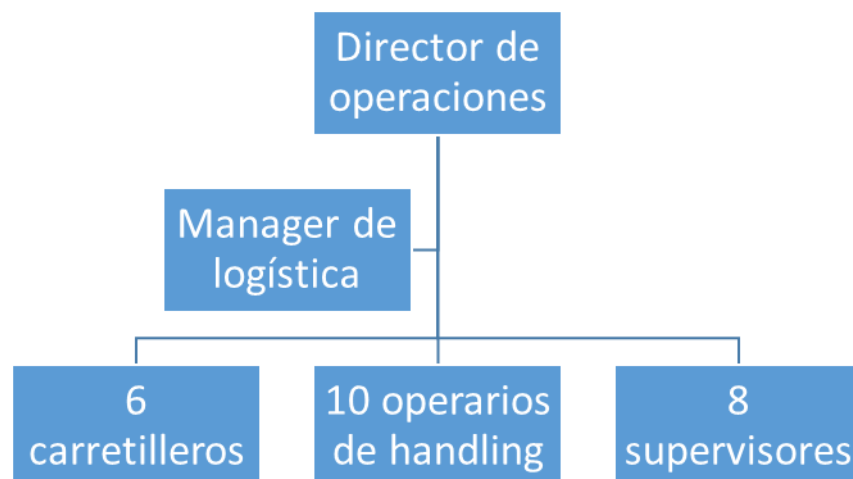 Director de
operaciones
Manager de
logística
6
carretilleros
10 operarios
de handling
8
supervisores